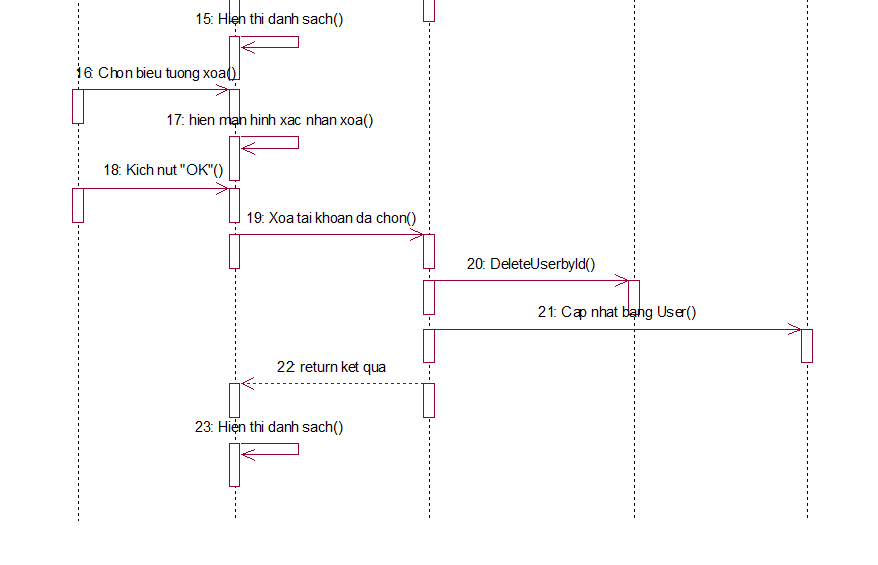 15: Hien thi danh sach()
16: Chon bieu tuong xoa()
17: hien man hinh xac nhan xoa()
18: Kich nut "OK"()
19: Xoa tai khoan da chon()
20: DeleteUserbyId()
21: Cap nhat bang User()
22: return ket qua
23: Hien thi danh sach()